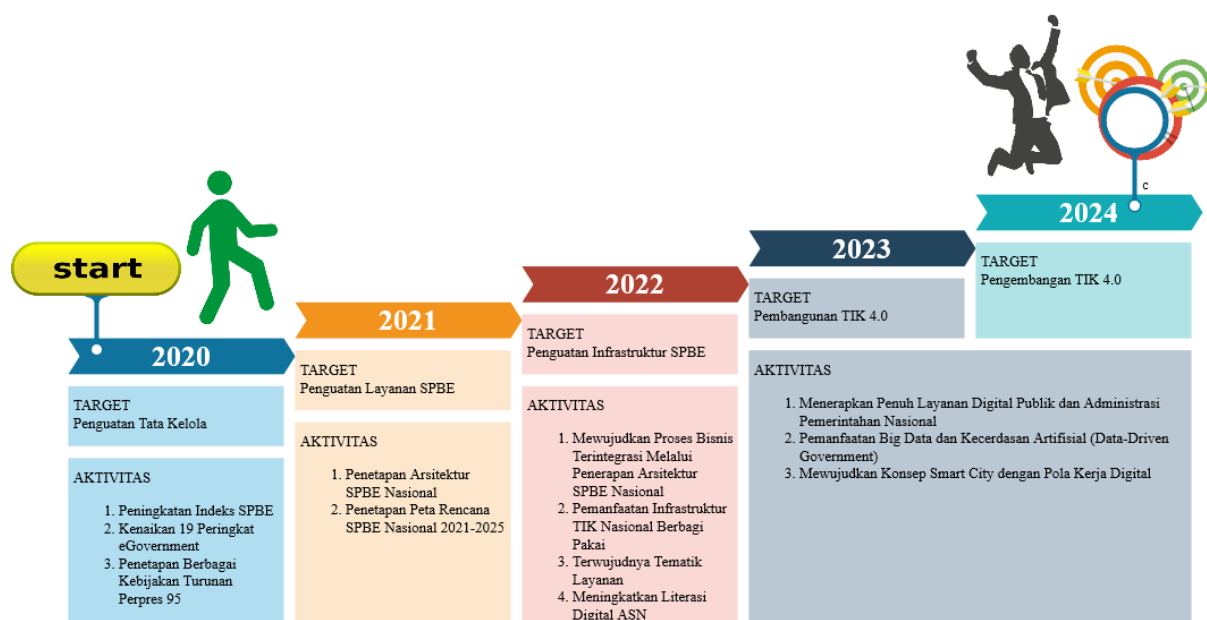 start
2020
TARGET
Penguatan Tata Kelola
AKTIVITAS
1. Peningkatan Indeks SPBE
2. Kenaikan 19 Peringkat
eGovernment
3. Penetapan Berbagai
Kebijakan Turunan
Perpres 95
2021
TARGET
Penguatan Layanan SPBE
AKTIVITAS
1. Penetapan Arsitektur
SPBE Nasional
2. Penetapan Peta Rencana
SPBE Nasional 2021-2025
2022
TARGET
Penguatan Infrastruktur SPBE
AKTIVITAS
1. Mewujudkan Proses Bisnis
Terintegrasi Melalui
Penerapan Arsitektur
SPBE Nasional
2. Pemanfaatan Infrastruktur
TIK Nasional Berbagi
Pakai
3. Terwujudnya Tematik
Layanan
4. Meningkatkan Literasi
Digital ASN
2023
TARGET
Pembangunan TIK 4.0
c
2024
TARGET
Pengembangan TIK 4.0
AKTIVITAS
1. Menerapkan Penuh Layanan Digital Publik dan Administrasi
Pemerintahan Nasional
2. Pemanfaatan Big Data dan Kecerdasan Artifisial (Data-Driven
Government)
3. Mewujudkan Konsep Smart City dengan Pola Kerja Digital